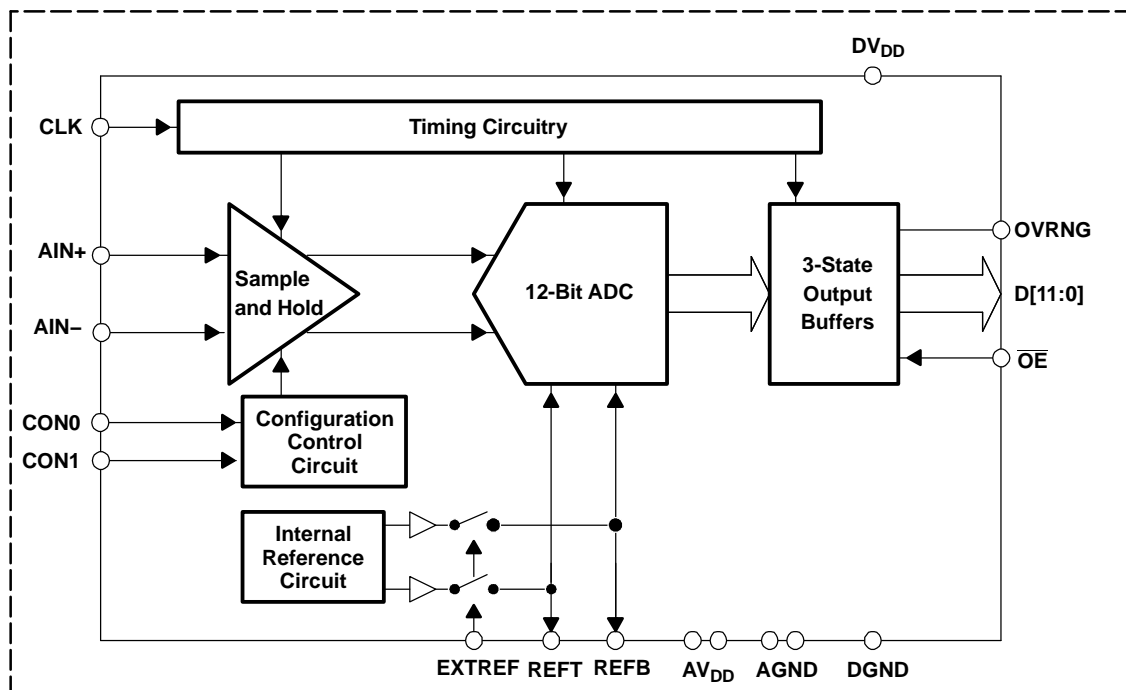 DVDD
CLK
Timing Circuitry
AIN+
AIN−
Sample
and Hold
12-Bit ADC
3-State
Output
Buffers
OVRNG
D[11:0]
O̅E̅
CON0
CON1
Configuration
Control
Circuit
Internal
Reference
Circuit
EXTREF
REFT
REFB
AVDD
AGND
DGND